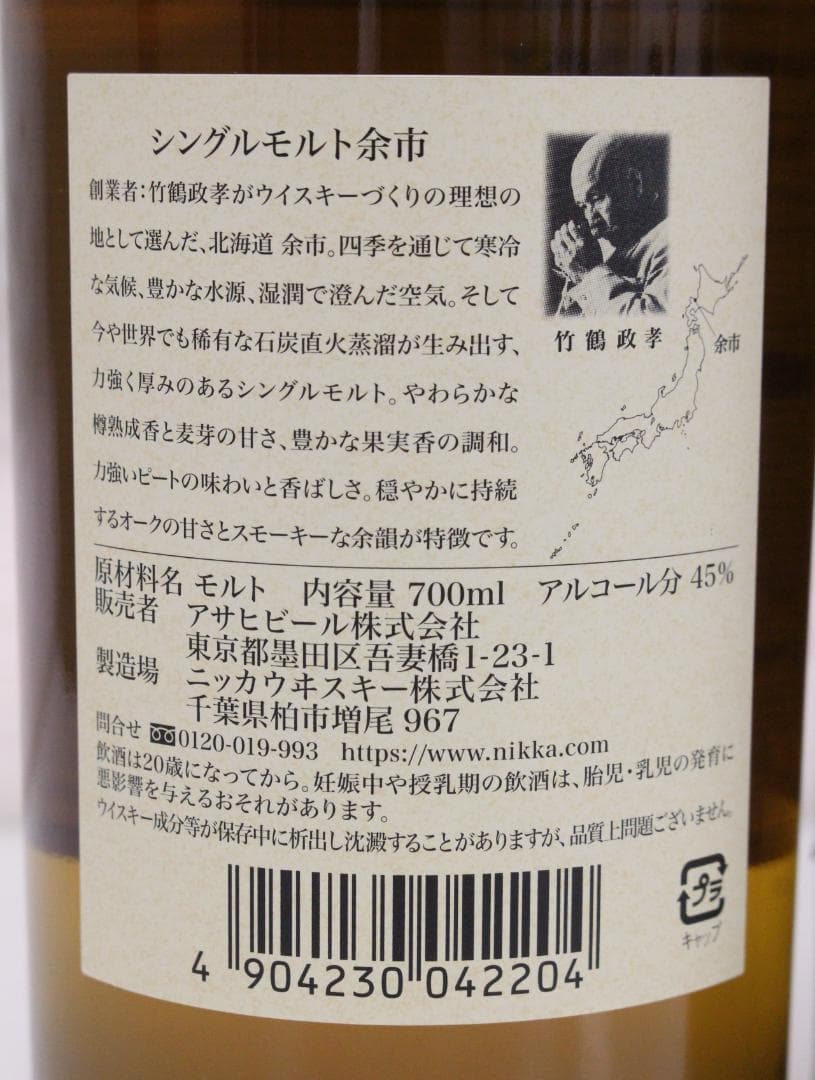 シングルモルト余市
創業者：竹鶴政孝がウイスキーづくりの理想の
地として選んだ、北海道 余市。四季を通じて寒冷
な気候、豊かな水源、湿潤で澄んだ空気。そして
今や世界でも稀有な石炭直火蒸溜が生み出す、
力強く厚みのあるシングルモルト。やわらかな
樽熟成香と麦芽の甘さ、豊かな果実香の調和。
力強いピートの味わいと香ばしさ。穏やかに持続
するオークの甘さとスモーキーな余韻が特徴です。
竹鶴政孝
余市
原材料名 モルト 内容量 700ml アルコール分 45%
販売者 アサヒビール株式会社
東京都墨田区吾妻橋1-23-1
製造場 ニッカウヰスキー株式会社
千葉県柏市増尾 967
問合せ 0120-019-993 https://www.nikka.com
飲酒は20歳になってから。妊娠中や授乳期の飲酒は、胎児・乳児の発育に
悪影響を与えるおそれがあります。
ウイスキー成分等が保存中に析出し沈澱することがありますが、品質上問題ございません。
プラ
キャップ
4 904230 042204